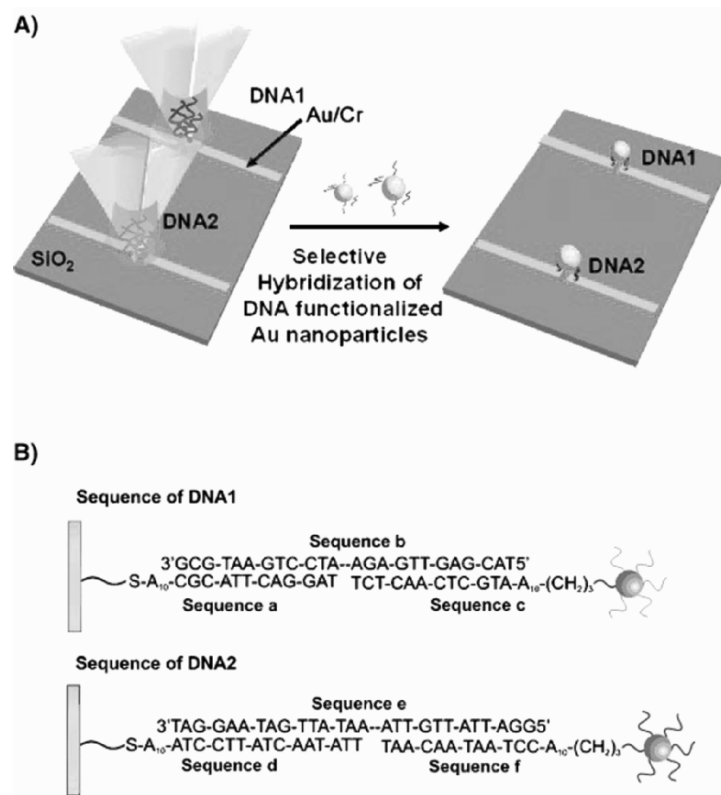 A)
DNA1
Au/Cr
DNA2
SiO₂
Selective
Hybridization of
DNA functionalized
Au nanoparticles
DNA1
DNA2
B)
Sequence of DNA1
Sequence b
3'GCG-TAA-GTC-CTA--AGA-GTT-GAG-CAT5'
S-A₁₀-CGC-ATT-CAG-GAT TCT-CAA-CTC-GTA-A₁₀-(CH₂)₃
Sequence a Sequence c
Sequence of DNA2
Sequence e
3'TAG-GAA-TAG-TTA-TAA--ATT-GTT-ATT-AGG5'
S-A₁₀-ATC-CTT-ATC-AAT-ATT TAA-CAA-TAA-TCC-A₁₀-(CH₂)₃
Sequence d Sequence f